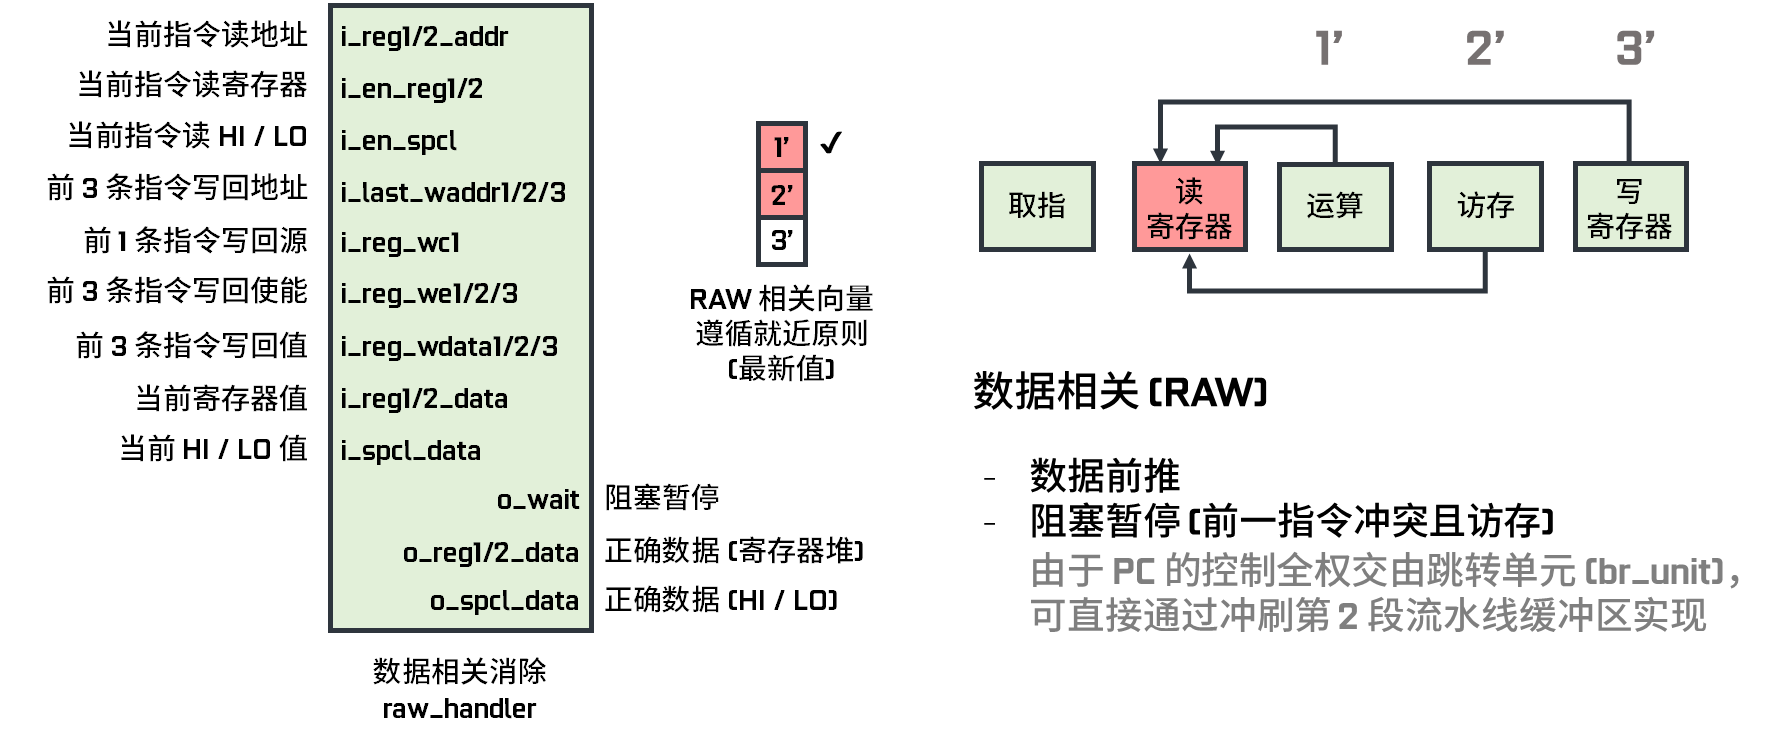 当前指令读地址 i_reg1/2_addr
当前指令读寄存器 i_en_reg1/2
当前指令读 HI / LO i_en_spcl
前 3 条指令写回地址 i_last_waddr1/2/3
前 1 条指令写回源 i_reg_wc1
前 3 条指令写回使能 i_reg_we1/2/3
前 3 条指令写回值 i_reg_wdata1/2/3
当前寄存器值 i_reg1/2_data
当前 HI / LO 值 i_spcl_data
o_wait 阻塞暂停
o_reg1/2_data 正确数据 (寄存器堆)
o_spcl_data 正确数据 (HI / LO)
数据相关消除
raw_handler
1’ ✓
2’
3’
RAW 相关向量
遵循就近原则
(最新值)
1’ 2’ 3’
取指
读
寄存器
运算
访存
写
寄存器
数据相关 (RAW)
- 数据前推
- 阻塞暂停 (前一指令冲突且访存)
由于 PC 的控制全权交由跳转单元 (br_unit)，
可直接通过冲刷第 2 段流水线缓冲区实现